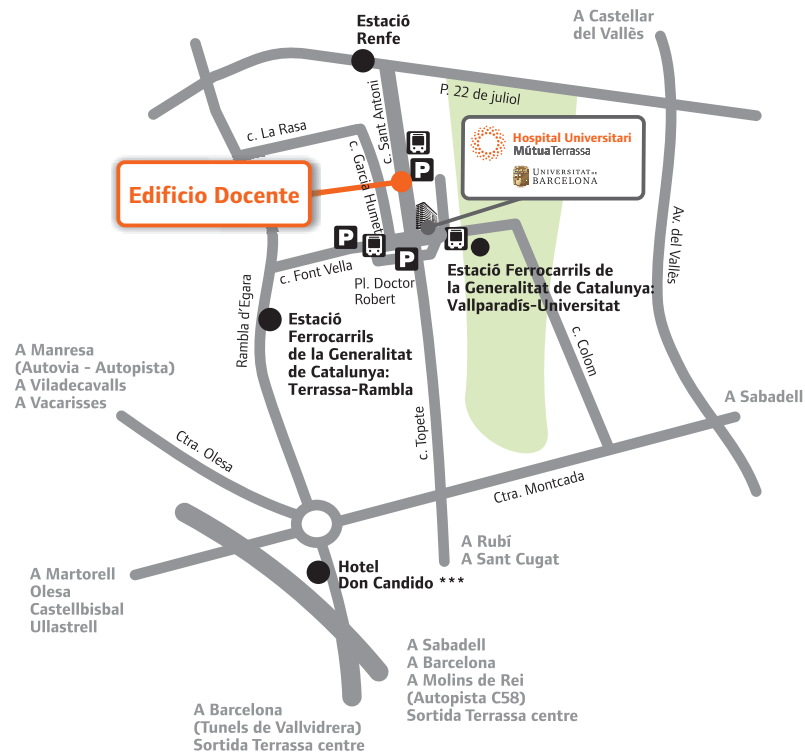 A Castellar
del Vallès
Estació
Renfe
P. 22 de juliol
c. Sant Antoni
c. La Rasa
c. Garcia Humet
P
Hospital Universitari
MútuaTerrassa
UNIVERSITAT DE
BARCELONA
Edificio Docente
P
P
c. Font Vella
Pl. Doctor
Robert
Estació Ferrocarrils de
la Generalitat de Catalunya:
Vallparadís-Universitat
Av. del Vallès
Rambla d'Egara
Estació
Ferrocarrils
de la Generalitat
de Catalunya:
Terrassa-Rambla
c. Colom
A Manresa
(Autovia - Autopista)
A Viladecavalls
A Vacarisses
A Sabadell
c. Topete
Ctra. Olesa
Ctra. Montcada
A Rubí
A Sant Cugat
Hotel
Don Candido ***
A Martorell
Olesa
Castellbisbal
Ullastrell
A Sabadell
A Barcelona
A Molins de Rei
(Autopista C58)
Sortida Terrassa centre
A Barcelona
(Tunels de Vallvidrera)
Sortida Terrassa centre